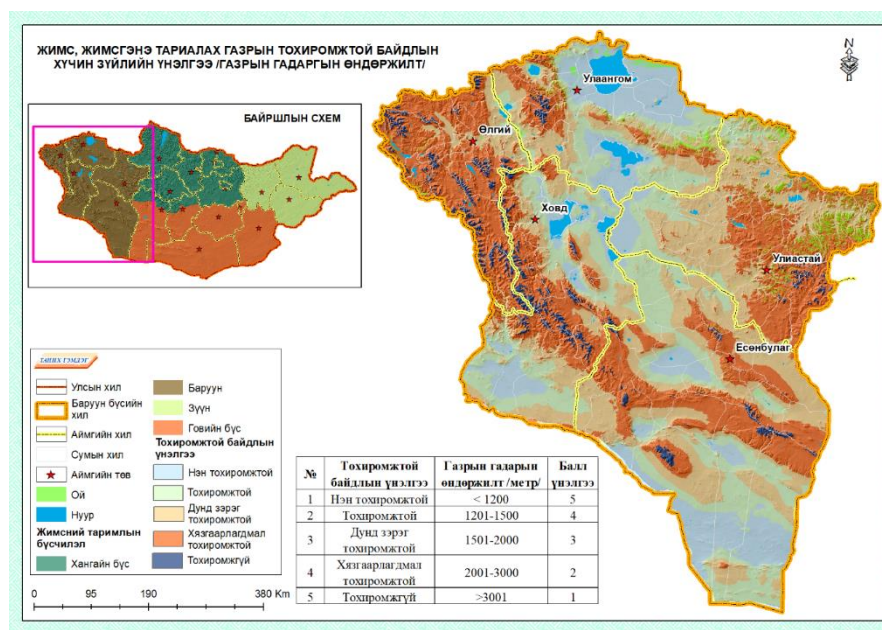 ЖИМС, ЖИМСГЭНЭ ТАРИАЛАХ ГАЗРЫН ТОХИРОМЖТОЙ БАЙДЛЫН
ХҮЧИН ЗҮЙЛИЙН ҮНЭЛГЭЭ /ГАЗРЫН ГАДАРГЫН ӨНДӨРЖИЛТ/
БАЙРШЛЫН СХЕМ
N
Улаангом
Өлгий
Ховд
Улиастай
Есөнбулаг
ТАНИХ ТЭМДЭГ
Улсын хил
Баруун бүсийн
хил
Аймгийн хил
Сумын хил
Аймгийн төв
Ой
Нуур
Жимсний таримлын
бүсчилэл
Хангайн бүс
Баруун
Зүүн
Говийн бүс
Тохиромжтой байдлын
үнэлгээ
Нэн тохиромжтой
Тохиромжтой
Дунд зэрэг
тохиромжтой
Хязгаарлагдмал
тохиромжтой
Тохиромжгүй
0 95 190 380 Km
№ Тохиромжтой байдлын үнэлгээ Газрын гадарын өндөржилт /метр/ Балл үнэлгээ
1 Нэн тохиромжтой < 1200 5
2 Тохиромжтой 1201-1500 4
3 Дунд зэрэг тохиромжтой 1501-2000 3
4 Хязгаарлагдмал тохиромжтой 2001-3000 2
5 Тохиромжгүй >3001 1